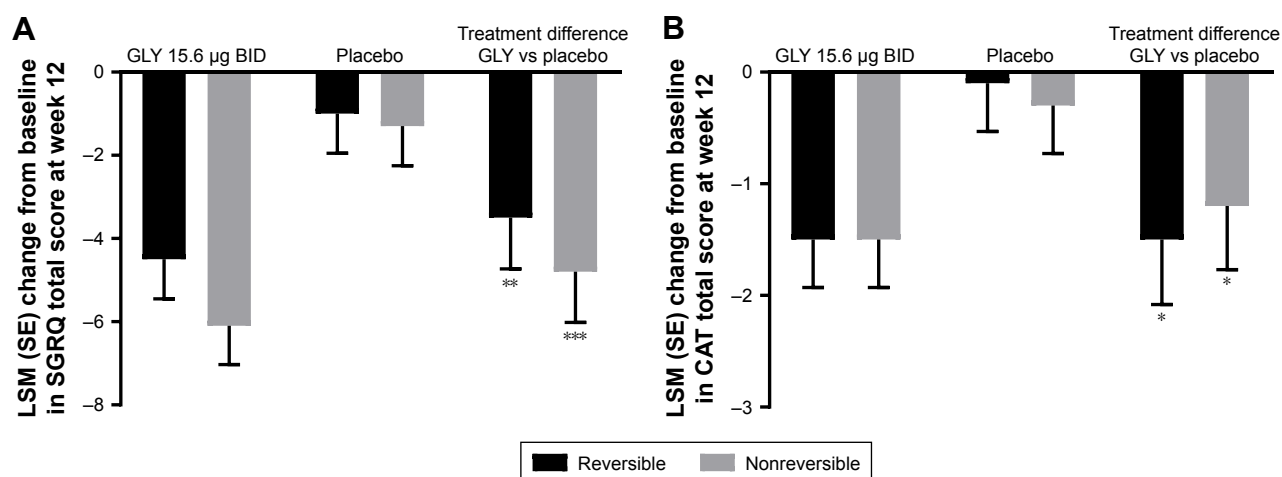 A
LSM (SE) change from baseline
in SGRQ total score at week 12
GLY 15.6 µg BID
Placebo
Treatment difference
GLY vs placebo
0
–2
–4
–6
–8
**
***
B
LSM (SE) change from baseline
in CAT total score at week 12
GLY 15.6 µg BID
Placebo
Treatment difference
GLY vs placebo
0
–1
–2
–3
*
*
Reversible
Nonreversible